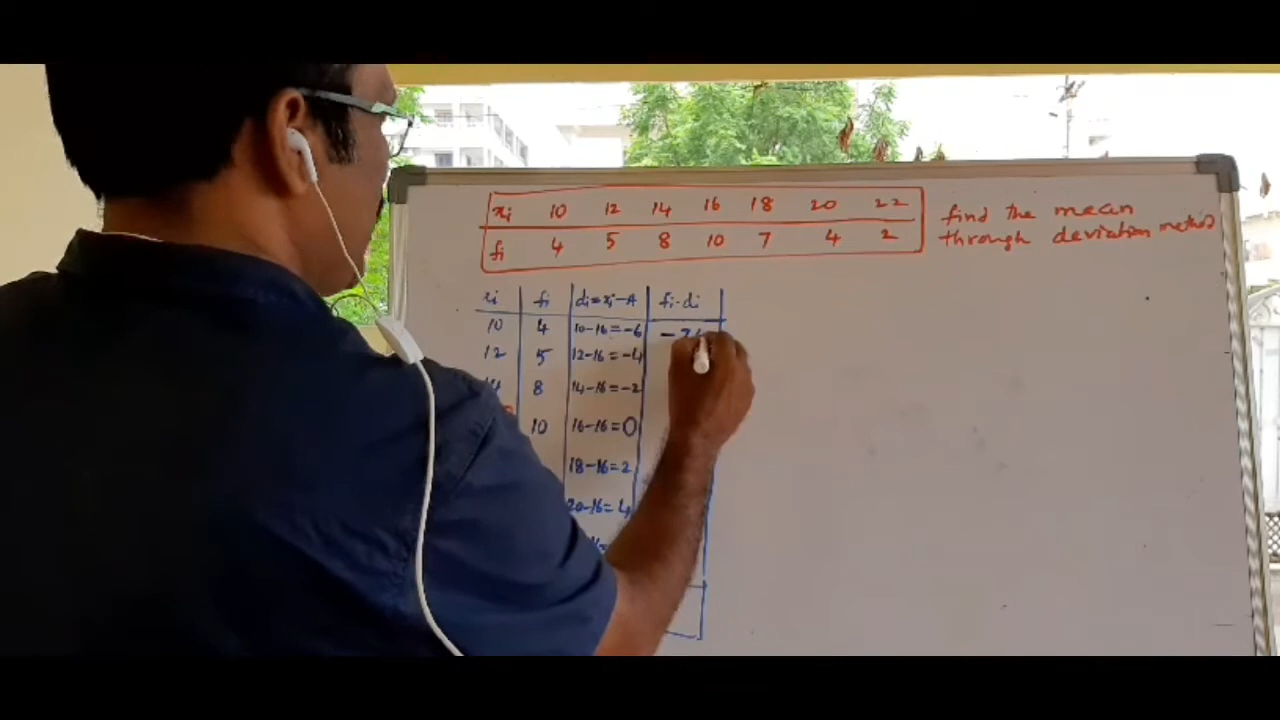 xi 10 12 14 16 18 20 22
fi 4 5 8 10 7 4 2
find the mean
through deviation method
xi fi di=xi-A fi-di
10 4 10-16=-6
12 5 12-16=-4
8 14-16=-2
10 16-16=0
18-16=2
20-16=4